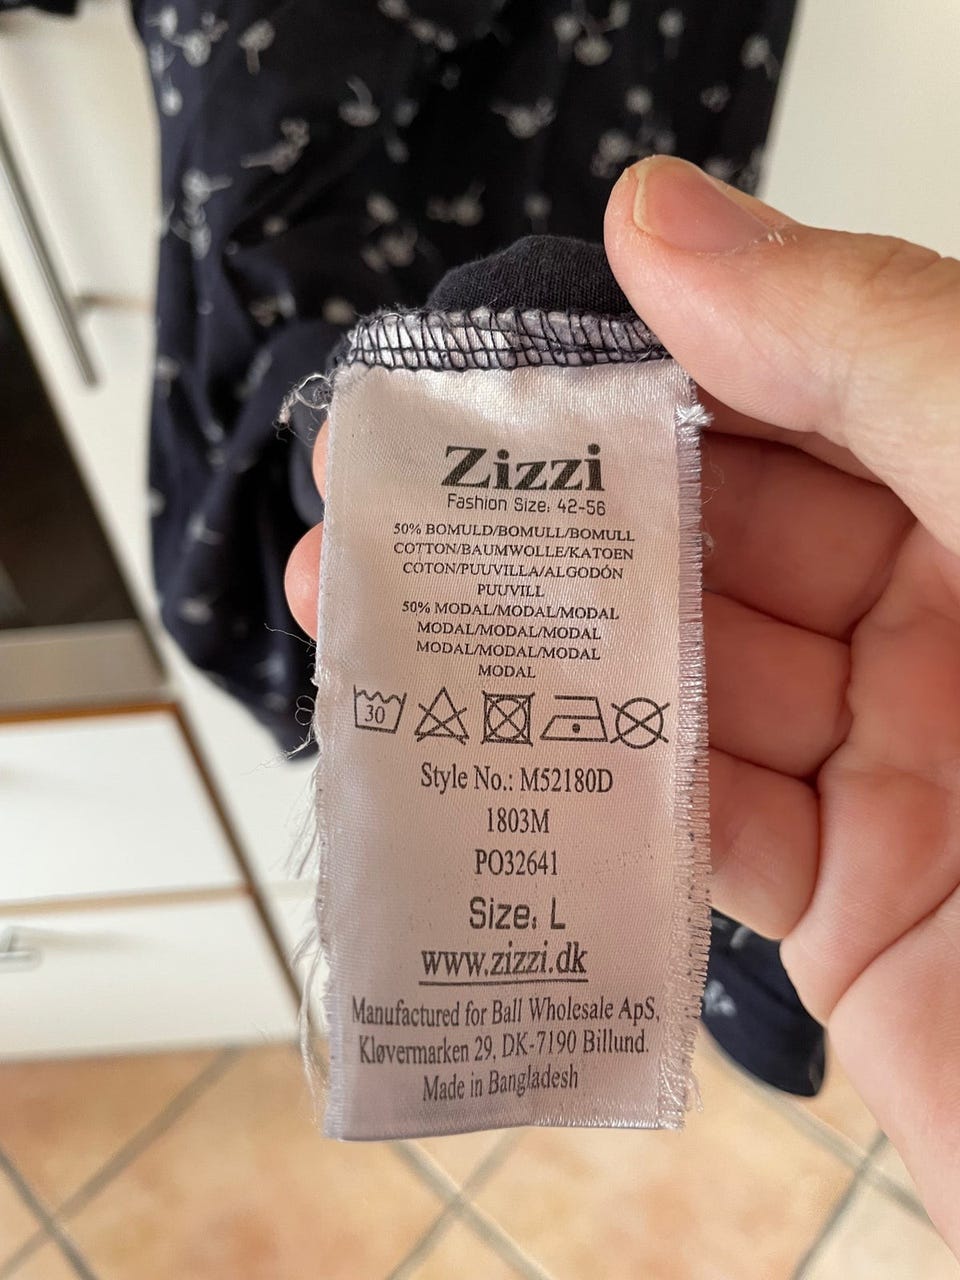 Zizzi
Fashion Size: 42-56
50% BOMULD/BOMULL/BOMULL
COTTON/BAUMWOLLE/KATOEN
COTON/PUUVILLA/ALGODÓN
PUUVILL
50% MODAL/MODAL/MODAL
MODAL/MODAL/MODAL
MODAL/MODAL/MODAL
MODAL
30
Style No.: M52180D
1803M
PO32641
Size: L
www.zizzi.dk
Manufactured for Ball Wholesale ApS,
Kløvermarken 29, DK-7190 Billund.
Made in Bangladesh